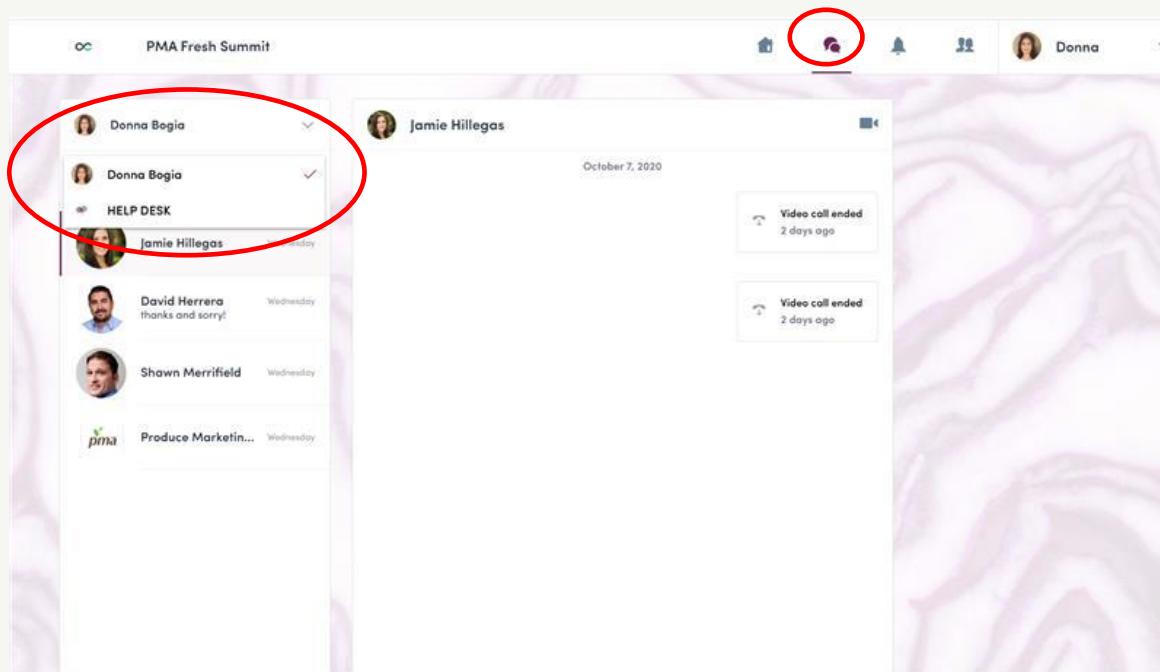 PMA Fresh Summit
Donna
Donna Bogia
Donna Bogia
HELP DESK
Jamie Hillegas Wednesday
David Herrera Wednesday
thanks and sorry!
Shawn Merrifield Wednesday
pma
Produce Marketin... Wednesday
Jamie Hillegas
October 7, 2020
Video call ended
2 days ago
Video call ended
2 days ago